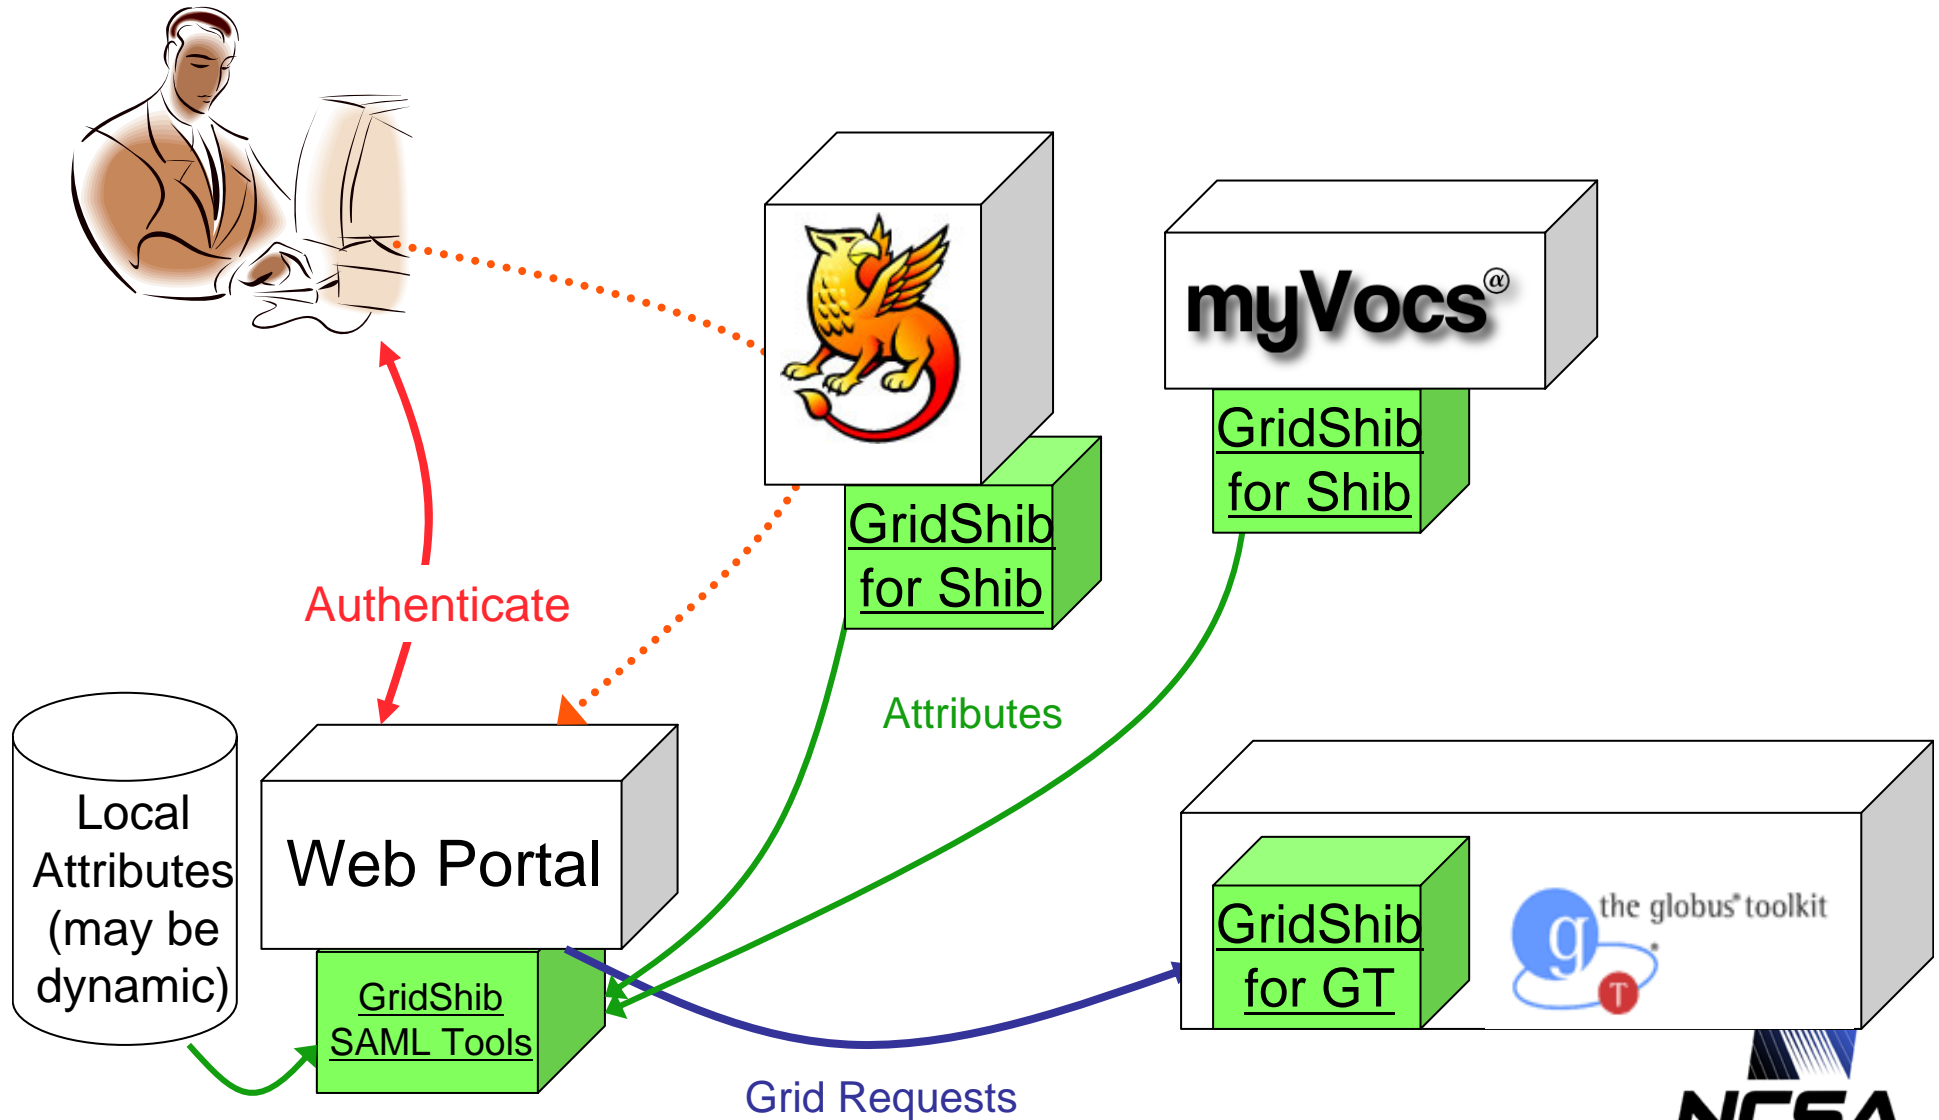 myVocs®
GridShib
for Shib
GridShib
for Shib
Authenticate
Attributes
Local
Attributes
(may be
dynamic)
Web Portal
GridShib
SAML Tools
GridShib
for GT
g
the globus® toolkit
T
Grid Requests
NCSA